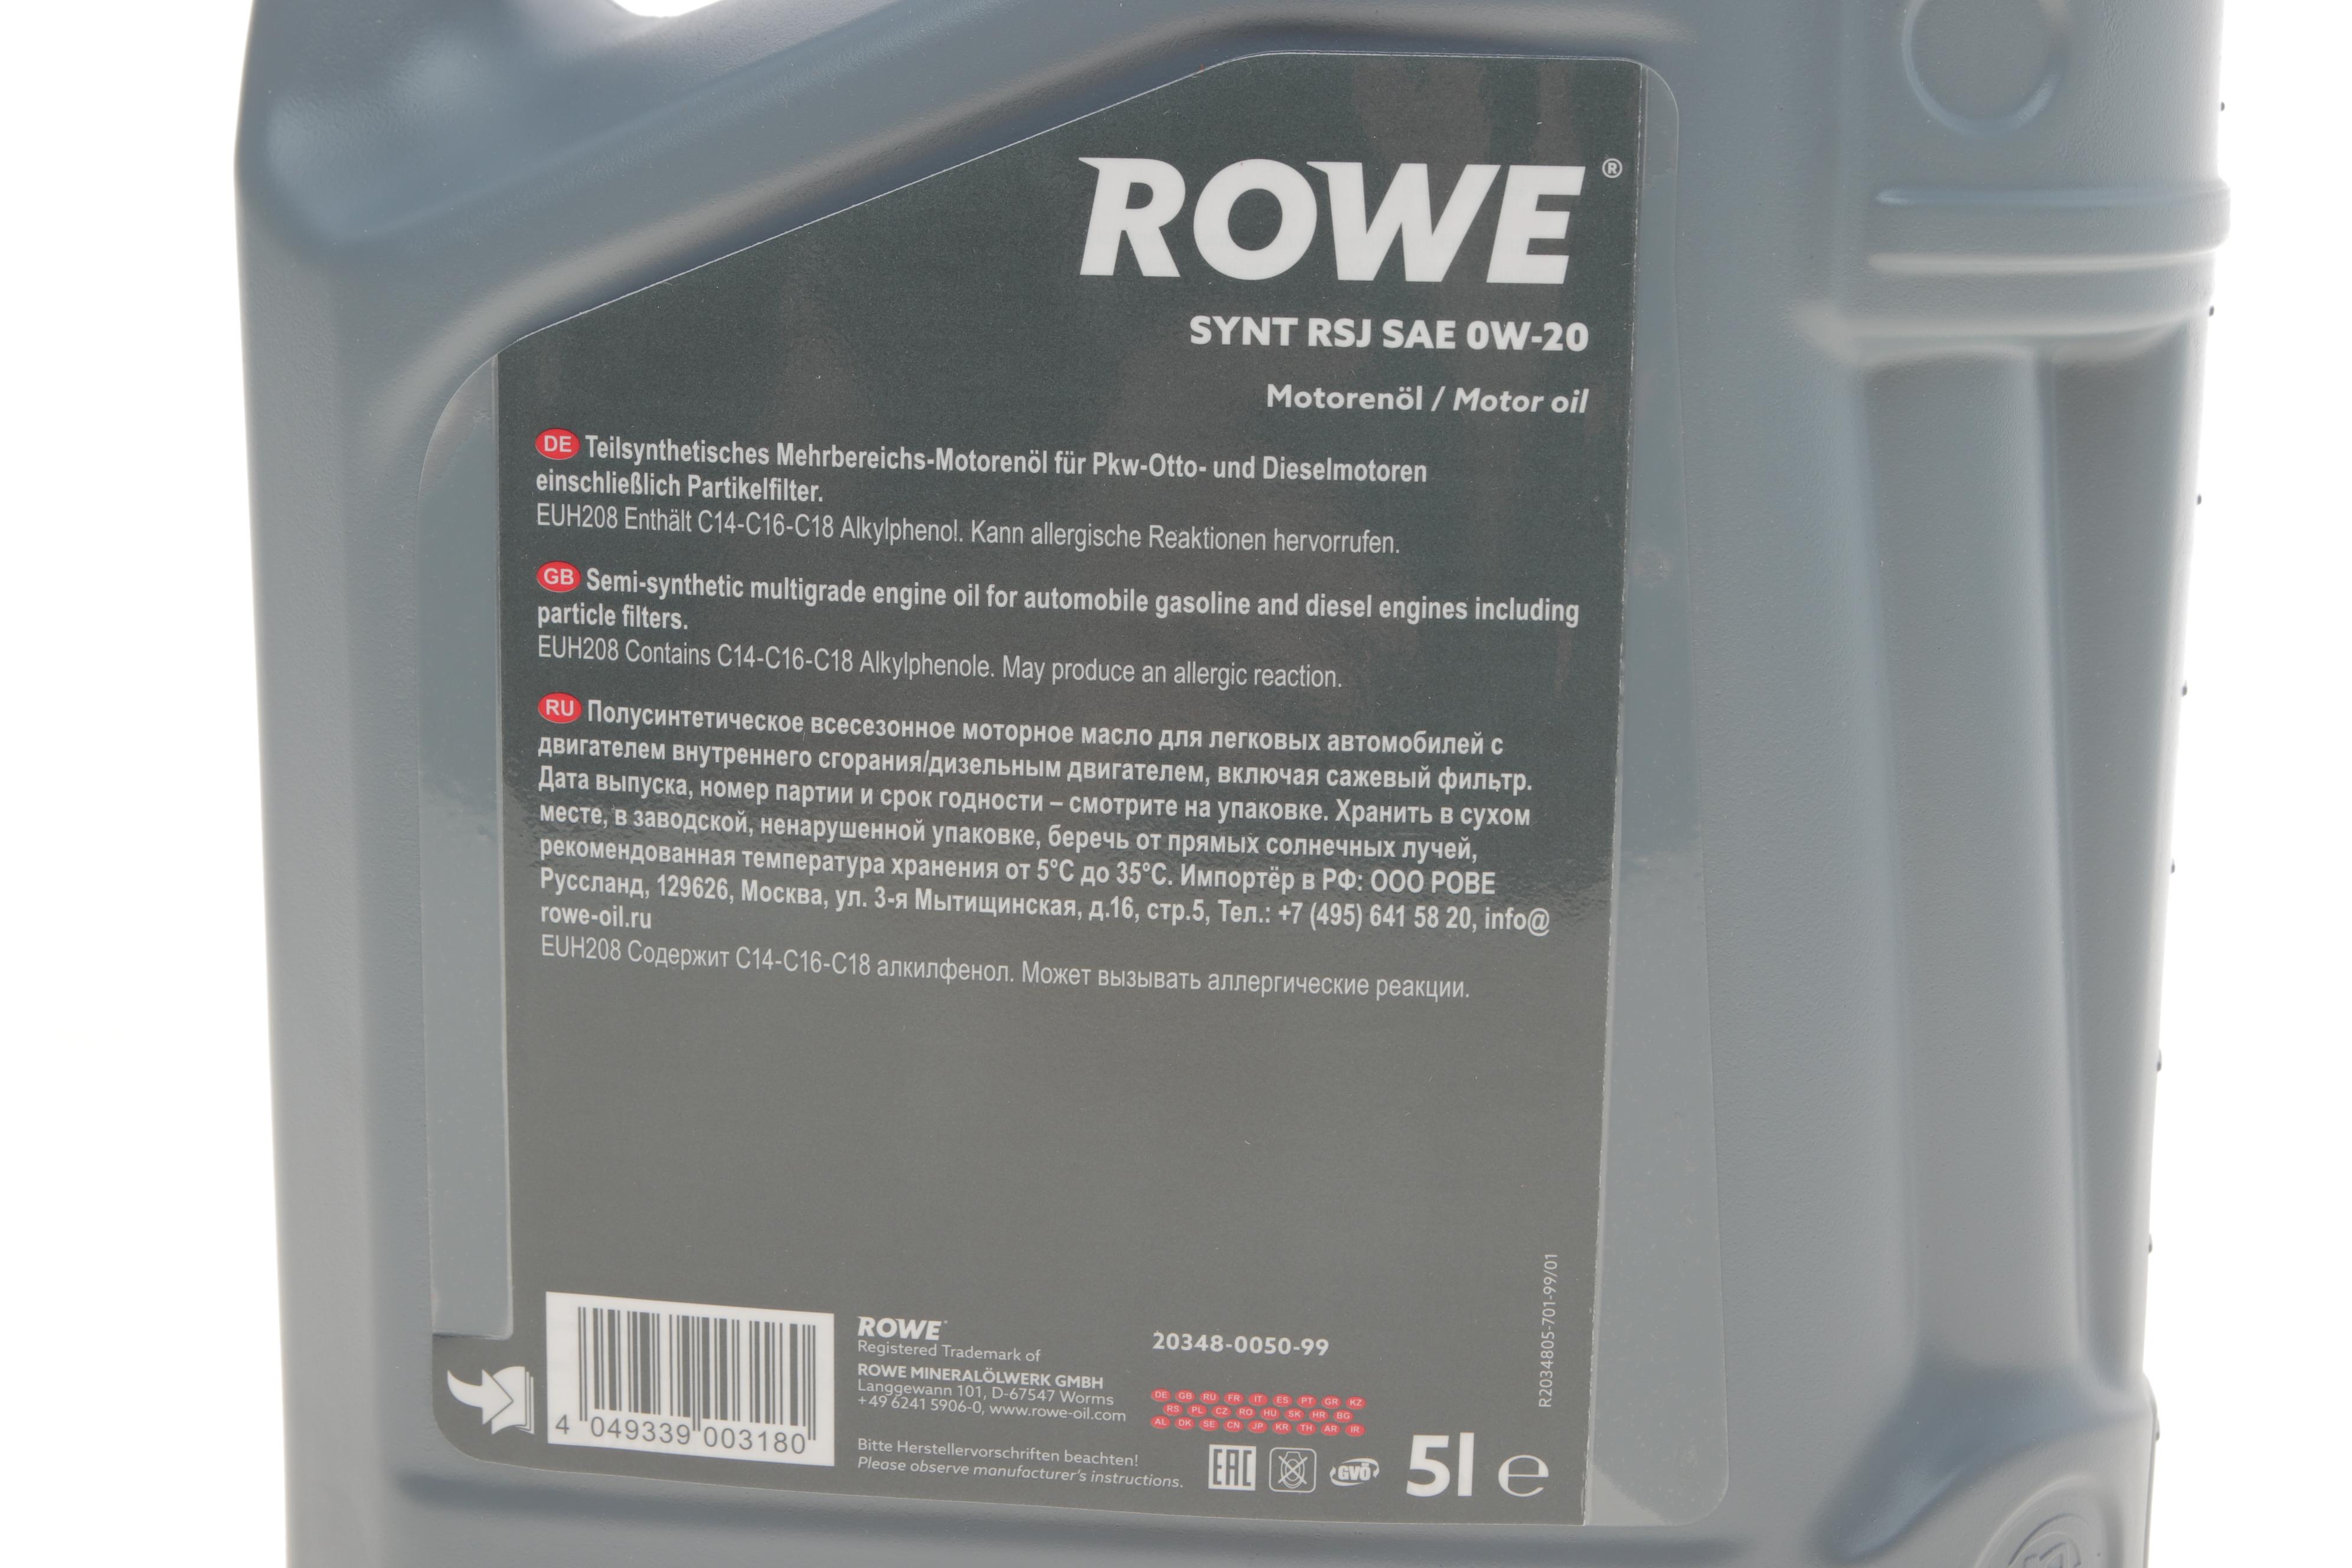 ROWE®
SYNT RSJ SAE 0W-20
Motorenöl / Motor oil
DE Teilsynthetisches Mehrbereichs-Motorenöl für Pkw-Otto- und Dieselmotoren
einschließlich Partikelfilter.
EUH208 Enthält C14-C16-C18 Alkylphenol. Kann allergische Reaktionen hervorrufen.
GB Semi-synthetic multigrade engine oil for automobile gasoline and diesel engines including
particle filters.
EUH208 Contains C14-C16-C18 Alkylphenole. May produce an allergic reaction.
RU Полусинтетическое всесезонное моторное масло для легковых автомобилей с
двигателем внутреннего сгорания/дизельным двигателем, включая сажевый фильтр.
Дата выпуска, номер партии и срок годности – смотрите на упаковке. Хранить в сухом
месте, в заводской, ненарушенной упаковке, беречь от прямых солнечных лучей,
рекомендованная температура хранения от 5°C до 35°C. Импортёр в РФ: ООО РОВЕ
Руссланд, 129626, Москва, ул. 3-я Мытищинская, д.16, стр.5, Тел.: +7 (495) 641 58 20, info@
rowe-oil.ru
EUH208 Содержит C14-C16-C18 алкилфенол. Может вызывать аллергические реакции.
4 049339 003180
ROWE
Registered Trademark of
ROWE MINERALÖLWERK GMBH
Langgewann 101, D-67547 Worms
+49 6241 5906-0, www.rowe-oil.com
Bitte Herstellervorschriften beachten!
Please observe manufacturer's instructions.
20348-0050-99
DE GB RU FR IT ES PT GR KZ
RS PL CZ RO HU SK HR BG
AL DK SE CN JP KR TH AR IR
EAC GVÖ 5l e
R2034805-701-99/01